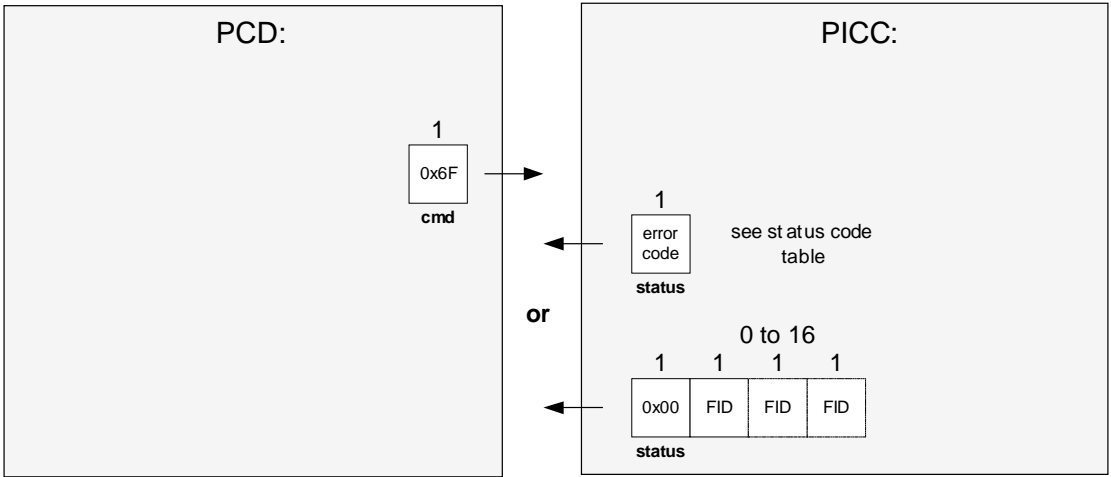 PCD:
PICC:
1
0x6F
cmd
1
error
code
see status code
table
status
or
0 to 16
1 1 1 1
0x00 FID FID FID
status